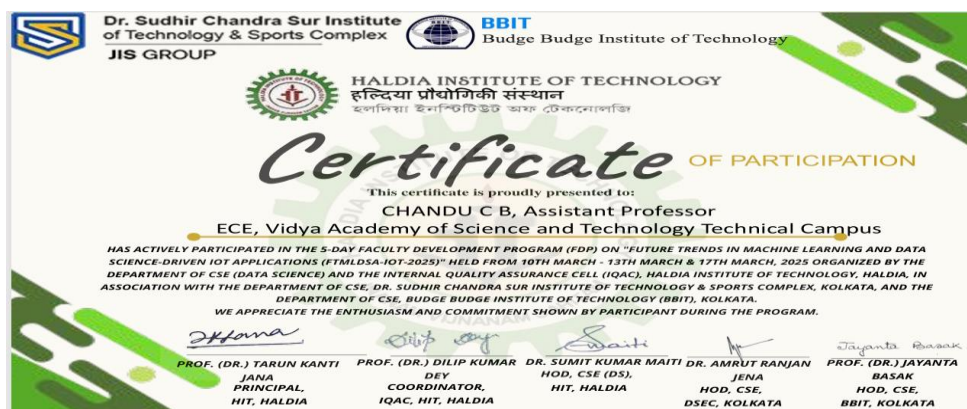 Dr. Sudhir Chandra Sur Institute
of Technology & Sports Complex
JIS GROUP
BBIT
Budge Budge Institute of Technology
HALDIA INSTITUTE OF TECHNOLOGY
हल्दिया प्रौद्योगिकी संस्थान
হলদিয়া ইনস্টিটিউট অফ টেকনোলজি
Certificate OF PARTICIPATION
This certificate is proudly presented to:
CHANDU C B, Assistant Professor
ECE, Vidya Academy of Science and Technology Technical Campus
HAS ACTIVELY PARTICIPATED IN THE 5-DAY FACULTY DEVELOPMENT PROGRAM (FDP) ON "FUTURE TRENDS IN MACHINE LEARNING AND DATA
SCIENCE-DRIVEN IOT APPLICATIONS (FTMLDSA-IOT-2025)" HELD FROM 10TH MARCH - 13TH MARCH & 17TH MARCH, 2025 ORGANIZED BY THE
DEPARTMENT OF CSE (DATA SCIENCE) AND THE INTERNAL QUALITY ASSURANCE CELL (IQAC), HALDIA INSTITUTE OF TECHNOLOGY, HALDIA, IN
ASSOCIATION WITH THE DEPARTMENT OF CSE, DR. SUDHIR CHANDRA SUR INSTITUTE OF TECHNOLOGY & SPORTS COMPLEX, KOLKATA, AND THE
DEPARTMENT OF CSE, BUDGE BUDGE INSTITUTE OF TECHNOLOGY (BBIT), KOLKATA.
WE APPRECIATE THE ENTHUSIASM AND COMMITMENT SHOWN BY PARTICIPANT DURING THE PROGRAM.
Jayanta Basak
PROF. (DR.) TARUN KANTI
JANA
PRINCIPAL,
HIT, HALDIA
PROF. (DR.) DILIP KUMAR
DEY
COORDINATOR,
IQAC, HIT, HALDIA
DR. SUMIT KUMAR MAITI
HOD, CSE (DS),
HIT, HALDIA
DR. AMRUT RANJAN
JENA
HOD, CSE,
DSEC, KOLKATA
PROF. (DR.) JAYANTA
BASAK
HOD, CSE,
BBIT, KOLKATA